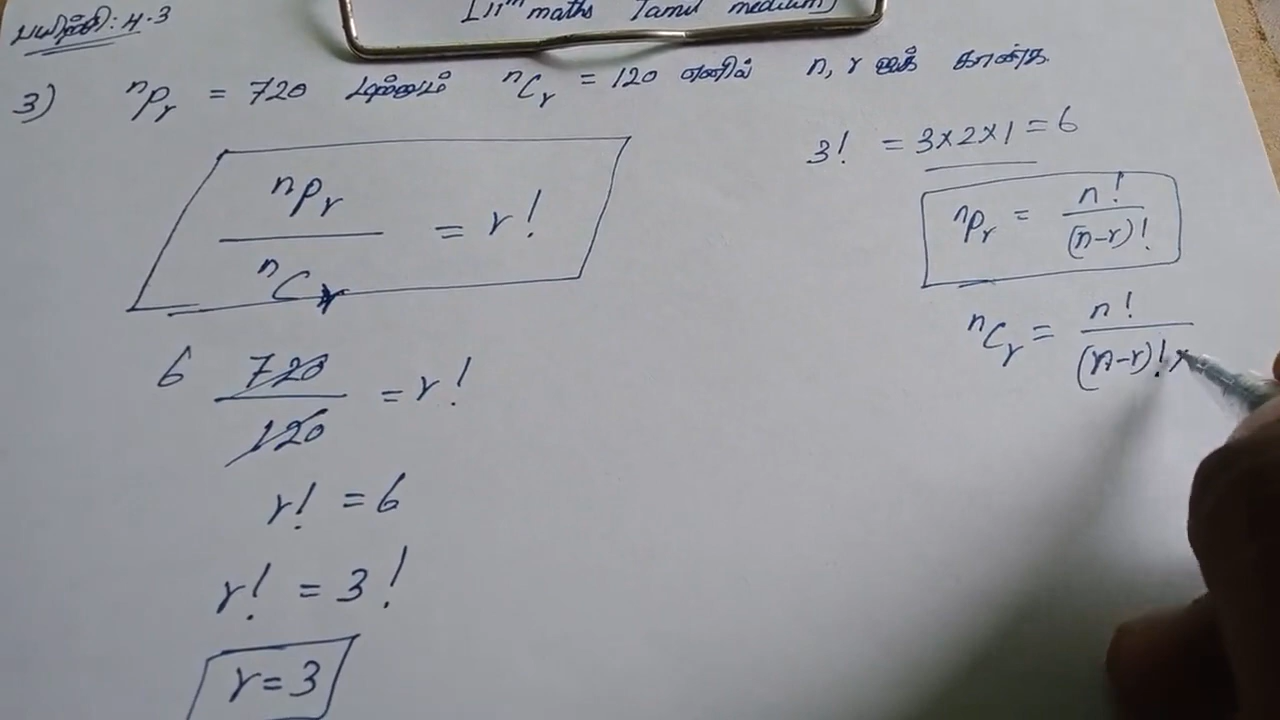 [11th maths Tamil medium]
பயிற்சி: 4.3
3) nPr = 720 மற்றும் nCr = 120 எனில் n, r ஐக் காண்க
nPr / nCr = r!
6 720 / 120 = r!
r! = 6
r! = 3!
r = 3
3! = 3×2×1 = 6
nPr = n! / (n-r)!
nCr = n! / (n-r)! ×